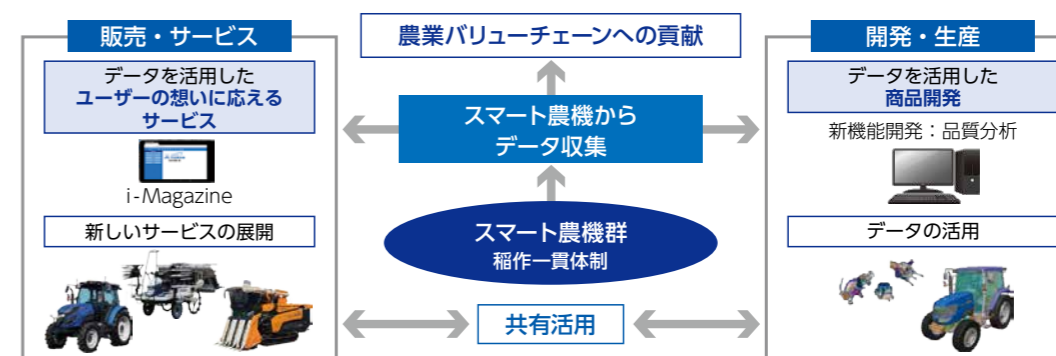 販売・サービス
データを活用した
ユーザーの想いに応える
サービス
i-Magazine
新しいサービスの展開
農業バリューチェーンへの貢献
スマート農機から
データ収集
スマート農機群
稲作一貫体制
共有活用
開発・生産
データを活用した
商品開発
新機能開発：品質分析
データの活用